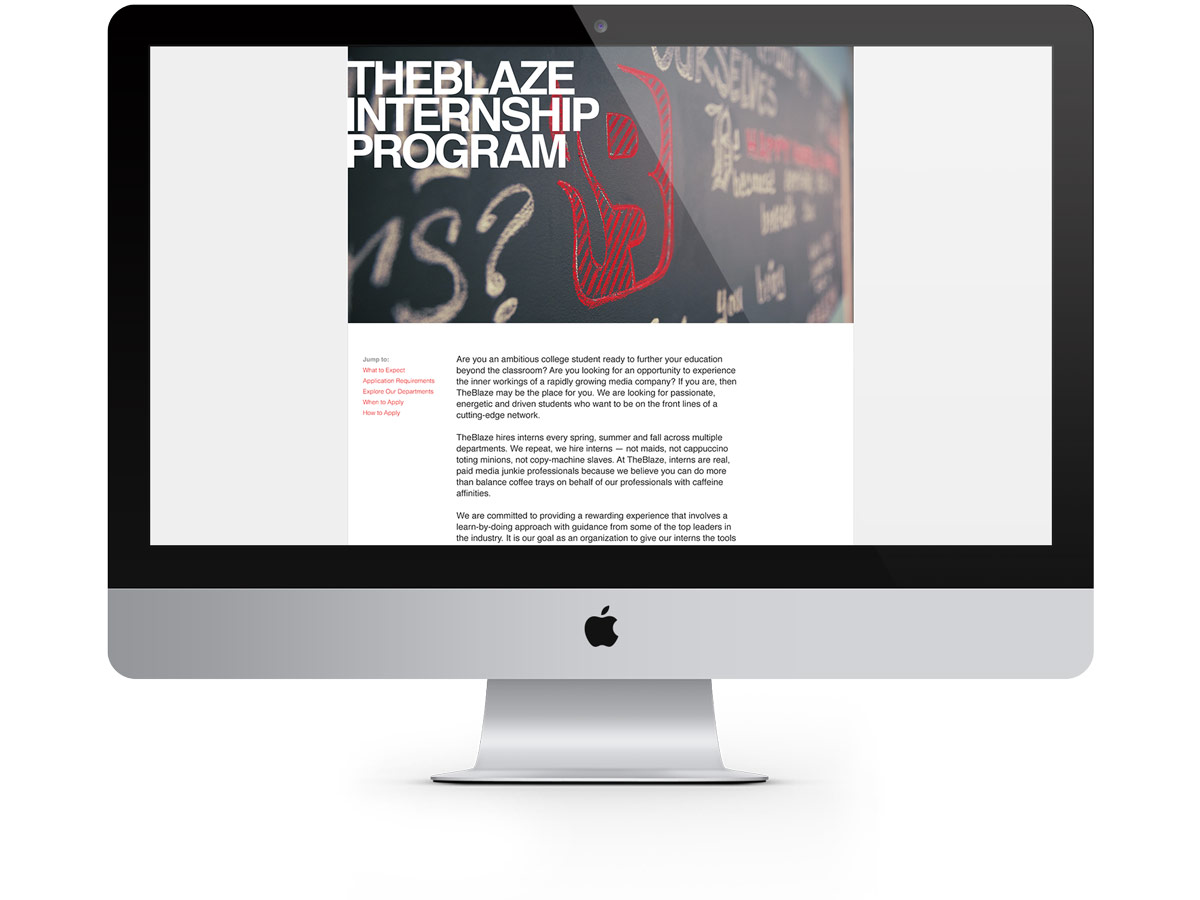 THEBLAZE
INTERNSHIP
PROGRAM
OURSELVES
Be
because
break the
You
being
ns?
Jump to:
What to Expect
Application Requirements
Explore Our Departments
When to Apply
How to Apply
Are you an ambitious college student ready to further your education
beyond the classroom? Are you looking for an opportunity to experience
the inner workings of a rapidly growing media company? If you are, then
TheBlaze may be the place for you. We are looking for passionate,
energetic and driven students who want to be on the front lines of a
cutting-edge network.
TheBlaze hires interns every spring, summer and fall across multiple
departments. We repeat, we hire interns — not maids, not cappuccino
toting minions, not copy-machine slaves. At TheBlaze, interns are real,
paid media junkie professionals because we believe you can do more
than balance coffee trays on behalf of our professionals with caffeine
affinities.
We are committed to providing a rewarding experience that involves a
learn-by-doing approach with guidance from some of the top leaders in
the industry. It is our goal as an organization to give our interns the tools